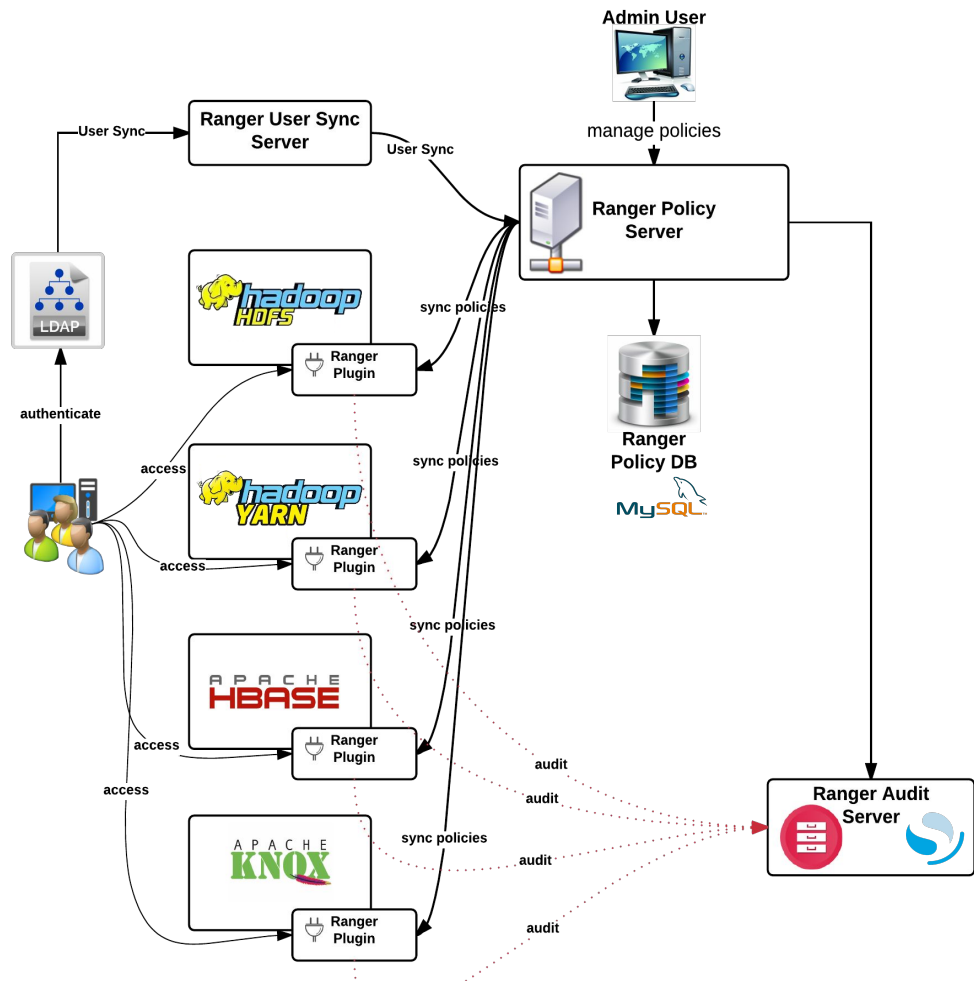 Admin User
manage policies
Ranger User Sync
Server
User Sync
User Sync
Ranger Policy
Server
LDAP
hadoop
HDFS
sync policies
Ranger
Plugin
authenticate
access
Ranger
Policy DB
MySQL
hadoop
YARN
sync policies
Ranger
Plugin
access
sync policies
APACHE
HBASE
Ranger
Plugin
access
access
audit
audit
Ranger Audit
Server
APACHE
KNOX
sync policies
audit
Ranger
Plugin
audit